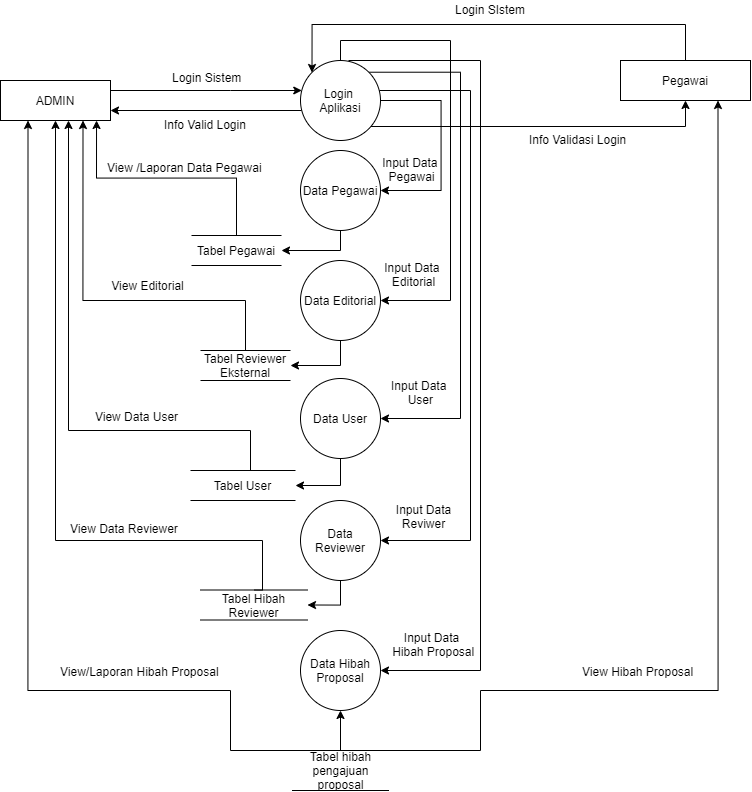 Login SIstem
Login Sistem
ADMIN
Login
Aplikasi
Pegawai
Info Valid Login
Info Validasi Login
View /Laporan Data Pegawai
Input Data
Pegawai
Data Pegawai
Tabel Pegawai
Input Data
Editorial
View Editorial
Data Editorial
Tabel Reviewer
Eksternal
Input Data
User
View Data User
Data User
Tabel User
Input Data
Reviwer
View Data Reviewer
Data
Reviewer
Tabel Hibah
Reviewer
Input Data
Hibah Proposal
View/Laporan Hibah Proposal
Data Hibah
Proposal
View Hibah Proposal
Tabel hibah
pengajuan
proposal